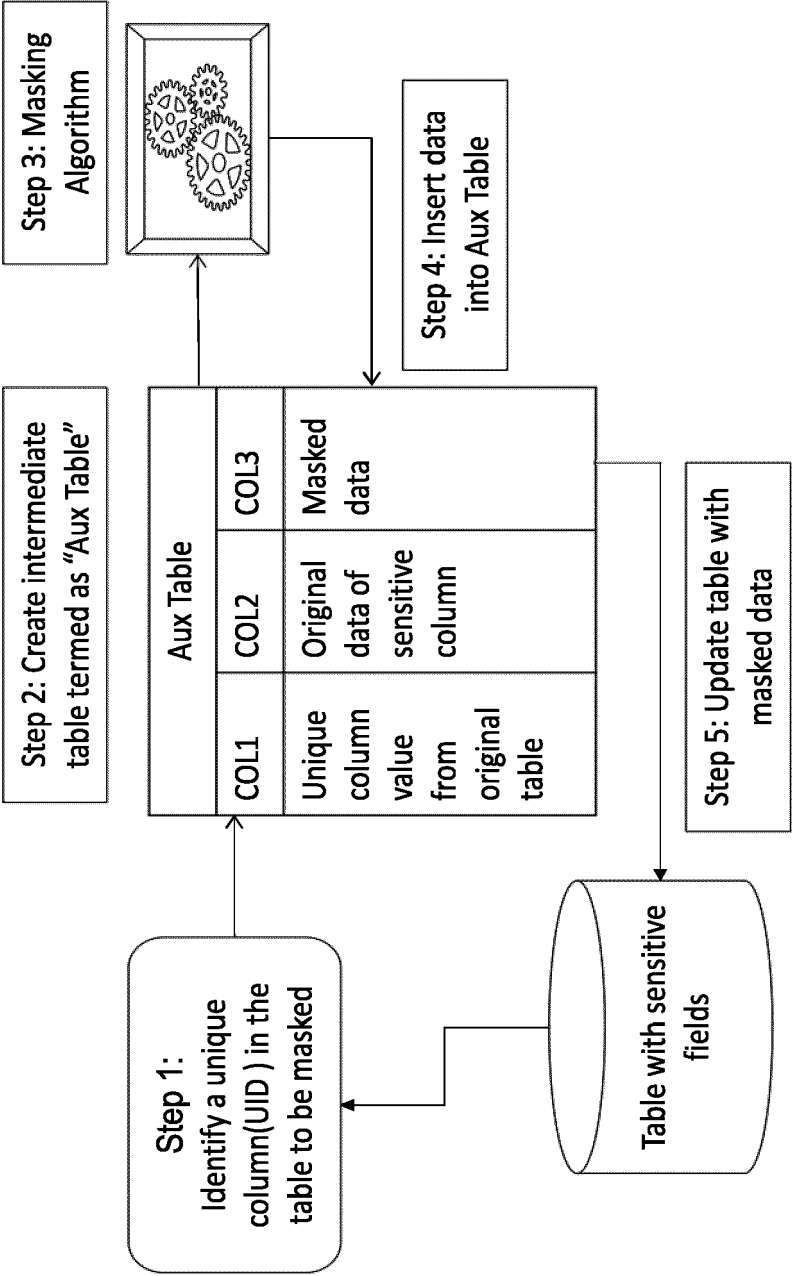 Step 1:
Identify a unique
column(UID ) in the
table to be masked
Step 2: Create intermediate
table termed as “Aux Table”
Aux Table
COL1
COL2
COL3
Unique
column
value
from
original
table
Original
data of
sensitive
column
Masked
data
Step 3: Masking
Algorithm
Step 4: Insert data
into Aux Table
Step 5: Update table with
masked data
Table with sensitive
fields